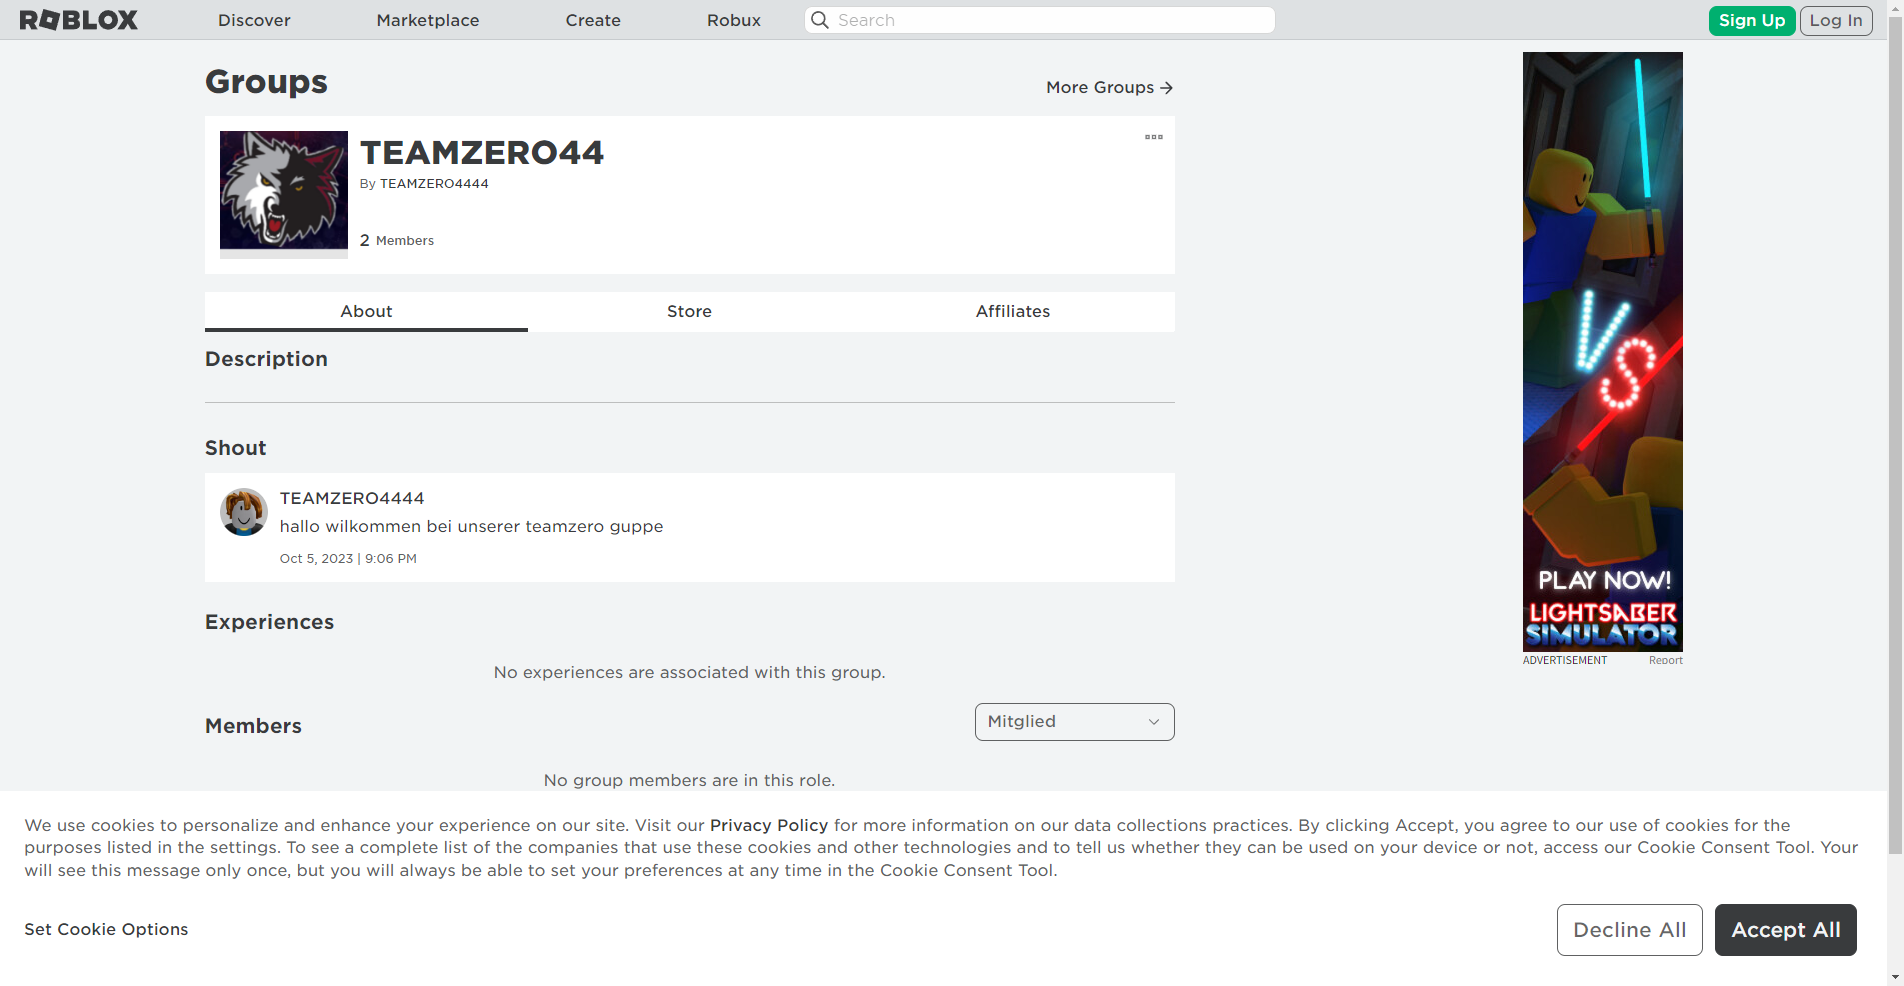 ROBLOX
Discover
Marketplace
Create
Robux
Search
Sign Up
Log In
Groups
More Groups →
TEAMZERO44
By TEAMZERO4444
2 Members
About
Store
Affiliates
Description
Shout
TEAMZERO4444
hallo wilkommen bei unserer teamzero guppe
Oct 5, 2023 | 9:06 PM
Experiences
No experiences are associated with this group.
Members
Mitglied
No group members are in this role.
VS
PLAY NOW!
LIGHTSABER
SIMULATOR
ADVERTISEMENT
Report
We use cookies to personalize and enhance your experience on our site. Visit our Privacy Policy for more information on our data collections practices. By clicking Accept, you agree to our use of cookies for the
purposes listed in the settings. To see a complete list of the companies that use these cookies and other technologies and to tell us whether they can be used on your device or not, access our Cookie Consent Tool. Your
will see this message only once, but you will always be able to set your preferences at any time in the Cookie Consent Tool.
Set Cookie Options
Decline All
Accept All